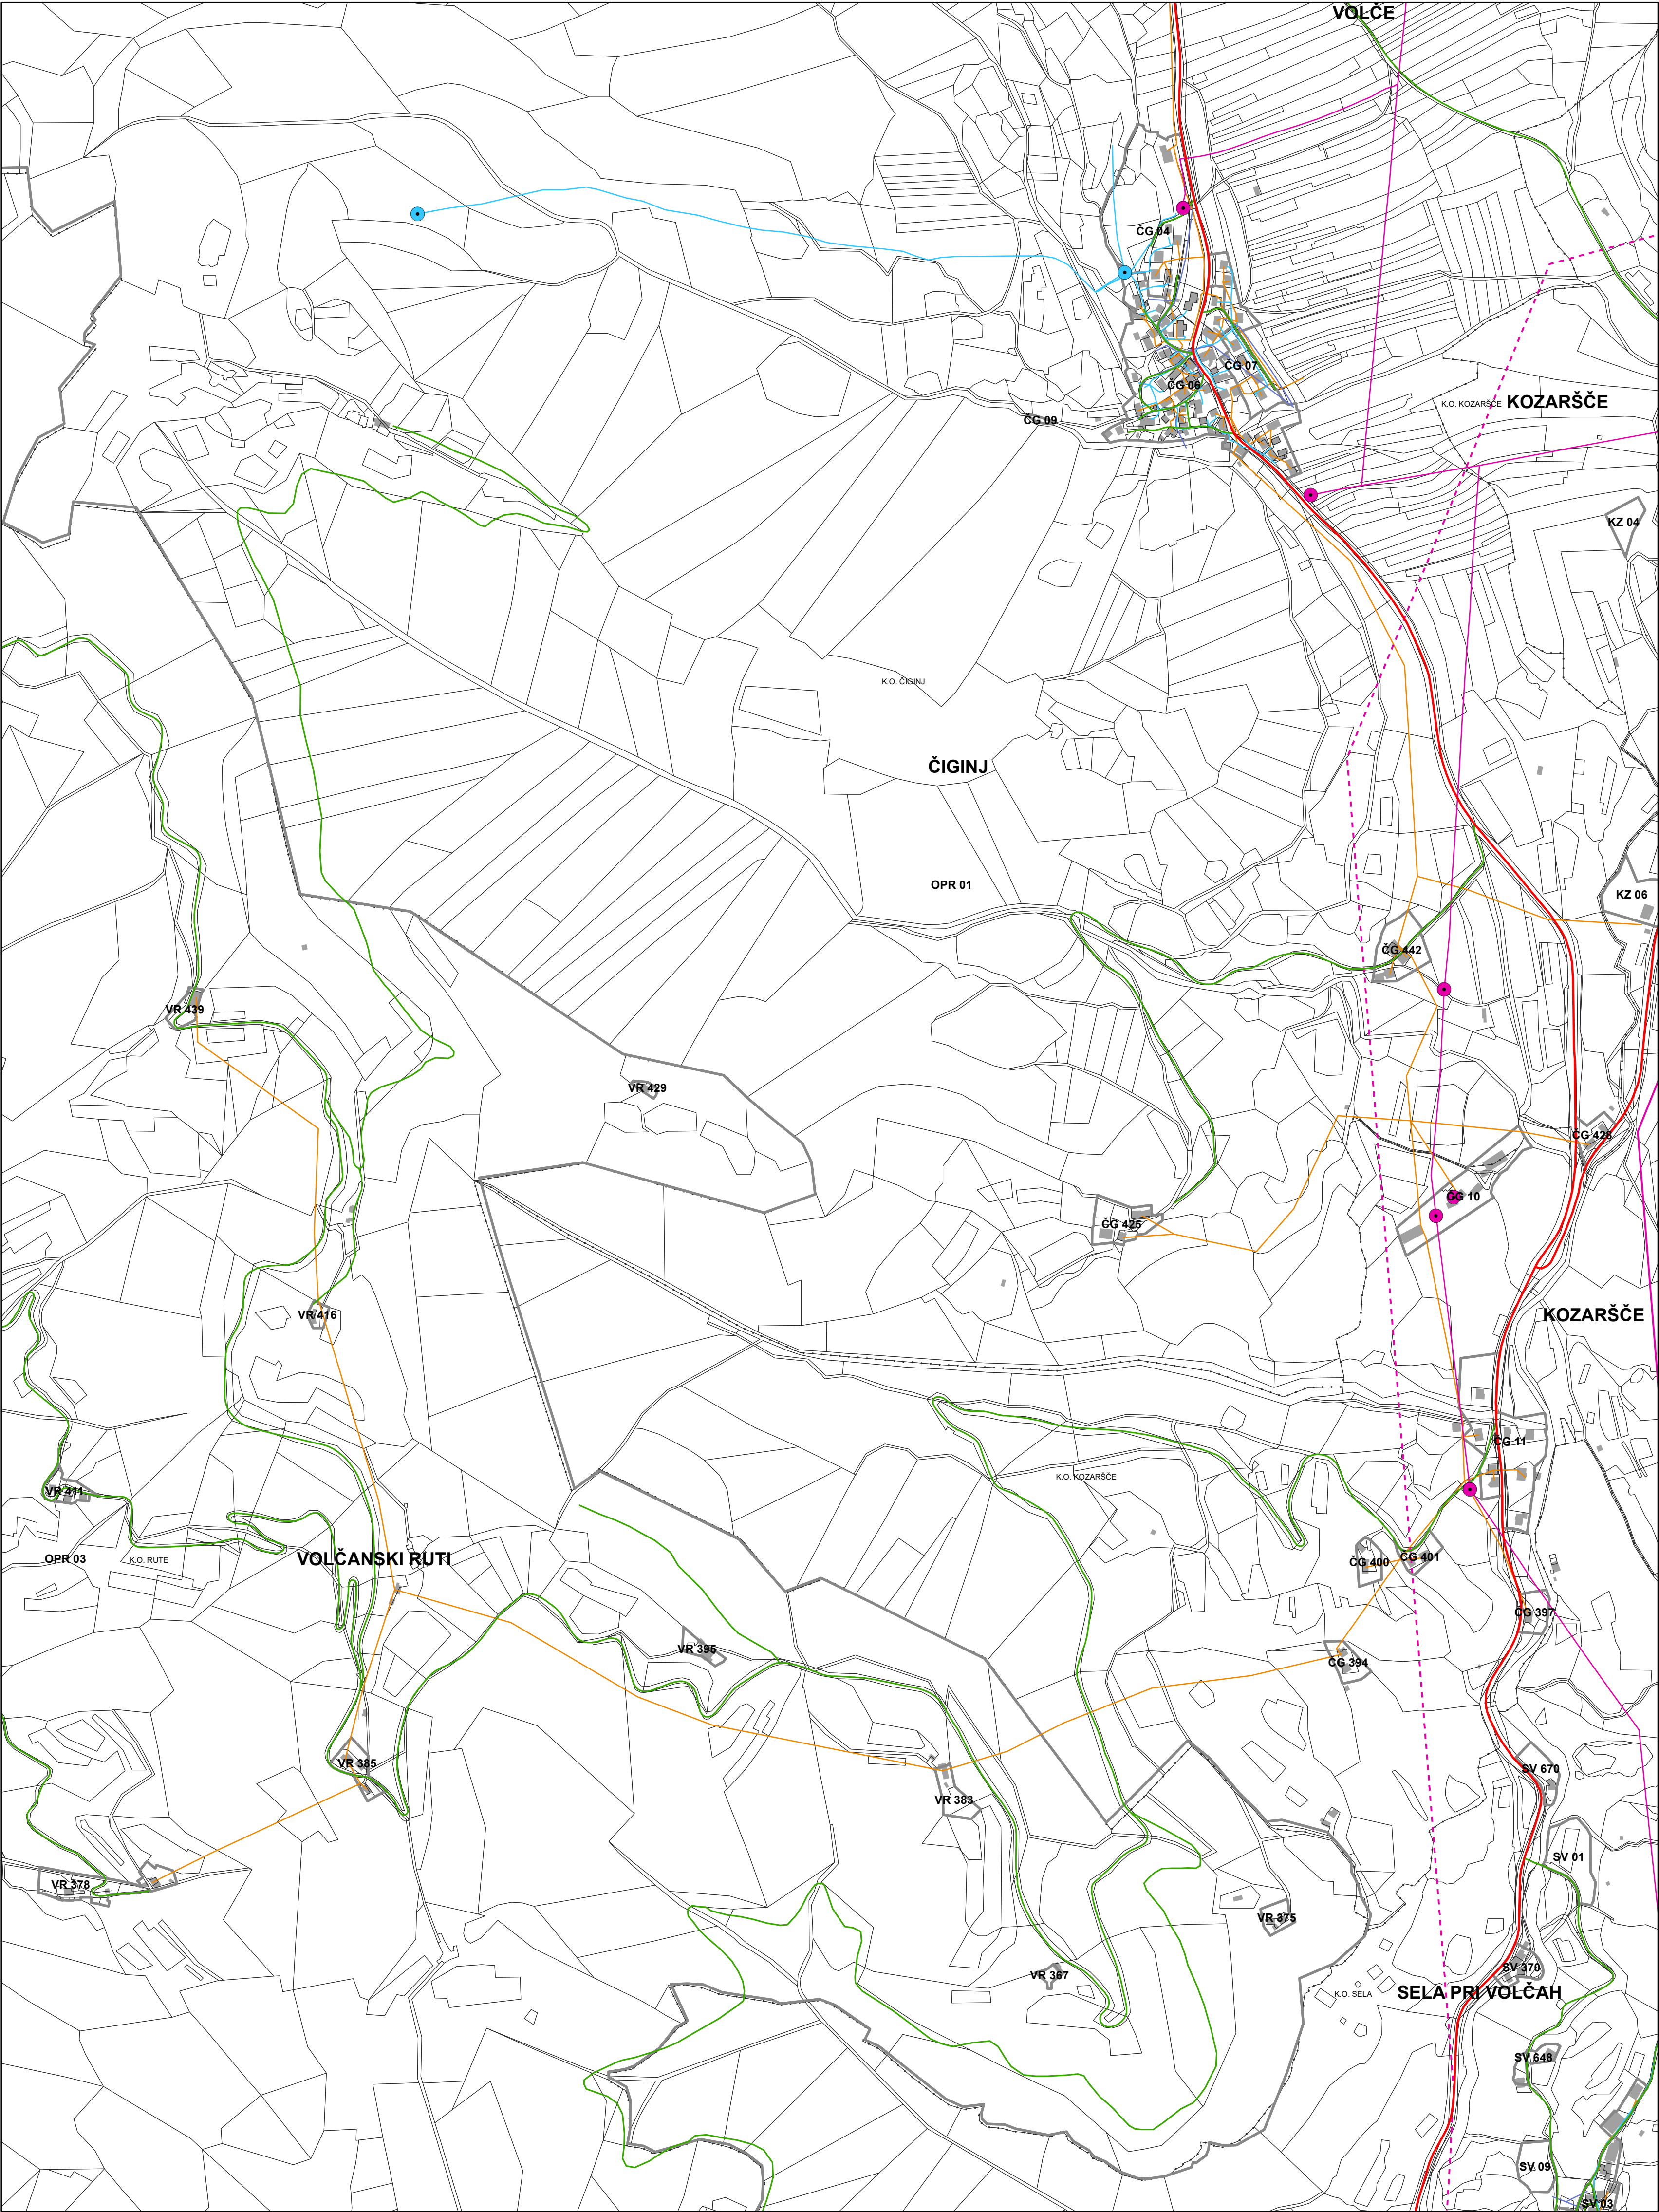 VOLČE
ČG 04
ČG 07
ČG 06
K.O. KOZARŠČE
KOZARŠČE
ČG 09
KZ 04
K.O. ČIGINJ
ČIGINJ
OPR 01
KZ 06
ČG 442
VR 439
VR 429
ČG 428
ČG 10
ČG 425
VR 416
KOZARŠČE
ČG 11
K.O. KOZARŠČE
VR 411
OPR 03
K.O. RUTE
VOLČANSKI RUTI
ČG 400
ČG 401
ČG 397
VR 395
ČG 394
VR 385
SV 670
VR 383
SV 01
VR 378
VR 375
SV 370
VR 367
K.O. SELA
SELA PRI VOLČAH
SV 648
SV 09
SV 03